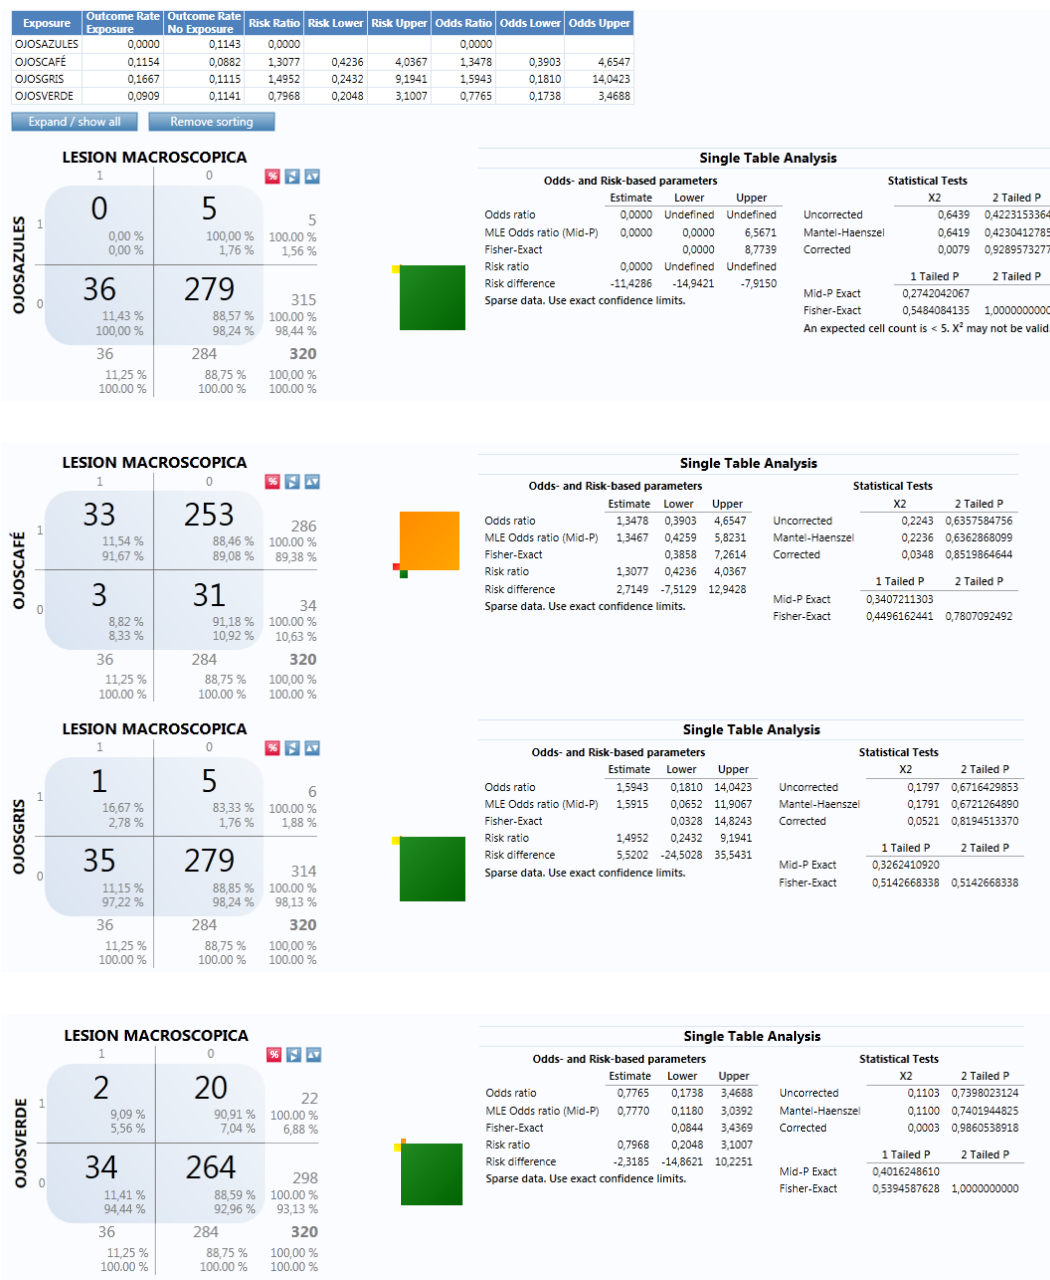 Exposure Outcome Rate Exposure Outcome Rate No Exposure Risk Ratio Risk Lower Risk Upper Odds Ratio Odds Lower Odds Upper
OJOSAZULES 0,0000 0,1143 0,0000 0,0000
OJOSCAFÉ 0,1154 0,0882 1,3077 0,4236 4,0367 1,3478 0,3903 4,6547
OJOSGRIS 0,1667 0,1115 1,4952 0,2432 9,1941 1,5943 0,1810 14,0423
OJOSVERDE 0,0909 0,1141 0,7968 0,2048 3,1007 0,7765 0,1738 3,4688
Expand / show all Remove sorting
LESION MACROSCOPICA
1 0
%
OJOSAZULES
1 0 5 5
0,00 % 100,00 % 100.00 %
0,00 % 1,76 % 1,56 %
0 36 279 315
11,43 % 88,57 % 100.00 %
100,00 % 98,24 % 98,44 %
36 284 320
11,25 % 88,75 % 100,00 %
100.00 % 100.00 % 100.00 %
Single Table Analysis
Odds- and Risk-based parameters
Estimate Lower Upper
Odds ratio 0,0000 Undefined Undefined
MLE Odds ratio (Mid-P) 0,0000 0,0000 6,5671
Fisher-Exact 0,0000 8,7739
Risk ratio 0,0000 Undefined Undefined
Risk difference -11,4286 -14,9421 -7,9150
Sparse data. Use exact confidence limits.
Statistical Tests
X2 2 Tailed P
Uncorrected 0,6439 0,4223153364
Mantel-Haenszel 0,6419 0,4230412785
Corrected 0,0079 0,9289573277
1 Tailed P 2 Tailed P
Mid-P Exact 0,2742042067
Fisher-Exact 0,5484084135 1,0000000000
An expected cell count is < 5. X² may not be valid.
LESION MACROSCOPICA
1 0
%
OJOSCAFÉ
1 33 253 286
11,54 % 88,46 % 100.00 %
91,67 % 89,08 % 89,38 %
0 3 31 34
8,82 % 91,18 % 100.00 %
8,33 % 10,92 % 10,63 %
36 284 320
11,25 % 88,75 % 100,00 %
100.00 % 100.00 % 100.00 %
Single Table Analysis
Odds- and Risk-based parameters
Estimate Lower Upper
Odds ratio 1,3478 0,3903 4,6547
MLE Odds ratio (Mid-P) 1,3467 0,4259 5,8231
Fisher-Exact 0,3858 7,2614
Risk ratio 1,3077 0,4236 4,0367
Risk difference 2,7149 -7,5129 12,9428
Sparse data. Use exact confidence limits.
Statistical Tests
X2 2 Tailed P
Uncorrected 0,2243 0,6357584756
Mantel-Haenszel 0,2236 0,6362868099
Corrected 0,0348 0,8519864644
1 Tailed P 2 Tailed P
Mid-P Exact 0,3407211303
Fisher-Exact 0,4496162441 0,7807092492
LESION MACROSCOPICA
1 0
%
OJOSGRIS
1 1 5 6
16,67 % 83,33 % 100.00 %
2,78 % 1,76 % 1,88 %
0 35 279 314
11,15 % 88,85 % 100.00 %
97,22 % 98,24 % 98,13 %
36 284 320
11,25 % 88,75 % 100,00 %
100.00 % 100.00 % 100.00 %
Single Table Analysis
Odds- and Risk-based parameters
Estimate Lower Upper
Odds ratio 1,5943 0,1810 14,0423
MLE Odds ratio (Mid-P) 1,5915 0,0652 11,9067
Fisher-Exact 0,0328 14,8243
Risk ratio 1,4952 0,2432 9,1941
Risk difference 5,5202 -24,5028 35,5431
Sparse data. Use exact confidence limits.
Statistical Tests
X2 2 Tailed P
Uncorrected 0,1797 0,6716429853
Mantel-Haenszel 0,1791 0,6721264890
Corrected 0,0521 0,8194513370
1 Tailed P 2 Tailed P
Mid-P Exact 0,3262410920
Fisher-Exact 0,5142668338 0,5142668338
LESION MACROSCOPICA
1 0
%
OJOSVERDE
1 2 20 22
9,09 % 90,91 % 100.00 %
5,56 % 7,04 % 6,88 %
0 34 264 298
11,41 % 88,59 % 100.00 %
94,44 % 92,96 % 93,13 %
36 284 320
11,25 % 88,75 % 100,00 %
100.00 % 100.00 % 100.00 %
Single Table Analysis
Odds- and Risk-based parameters
Estimate Lower Upper
Odds ratio 0,7765 0,1738 3,4688
MLE Odds ratio (Mid-P) 0,7770 0,1180 3,0392
Fisher-Exact 0,0844 3,4369
Risk ratio 0,7968 0,2048 3,1007
Risk difference -2,3185 -14,8621 10,2251
Sparse data. Use exact confidence limits.
Statistical Tests
X2 2 Tailed P
Uncorrected 0,1103 0,7398023124
Mantel-Haenszel 0,1100 0,7401944825
Corrected 0,0003 0,9860538918
1 Tailed P 2 Tailed P
Mid-P Exact 0,4016248610
Fisher-Exact 0,5394587628 1,0000000000